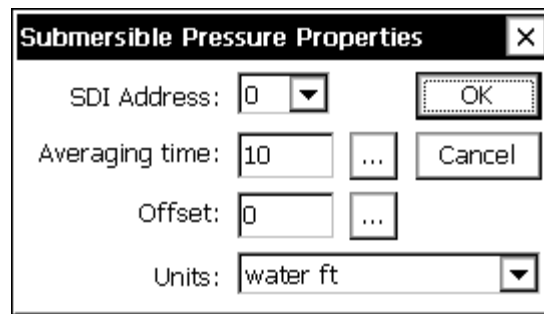 Submersible Pressure Properties
SDI Address: 0 OK
Averaging time: 10 ... Cancel
Offset: 0 ...
Units: water ft